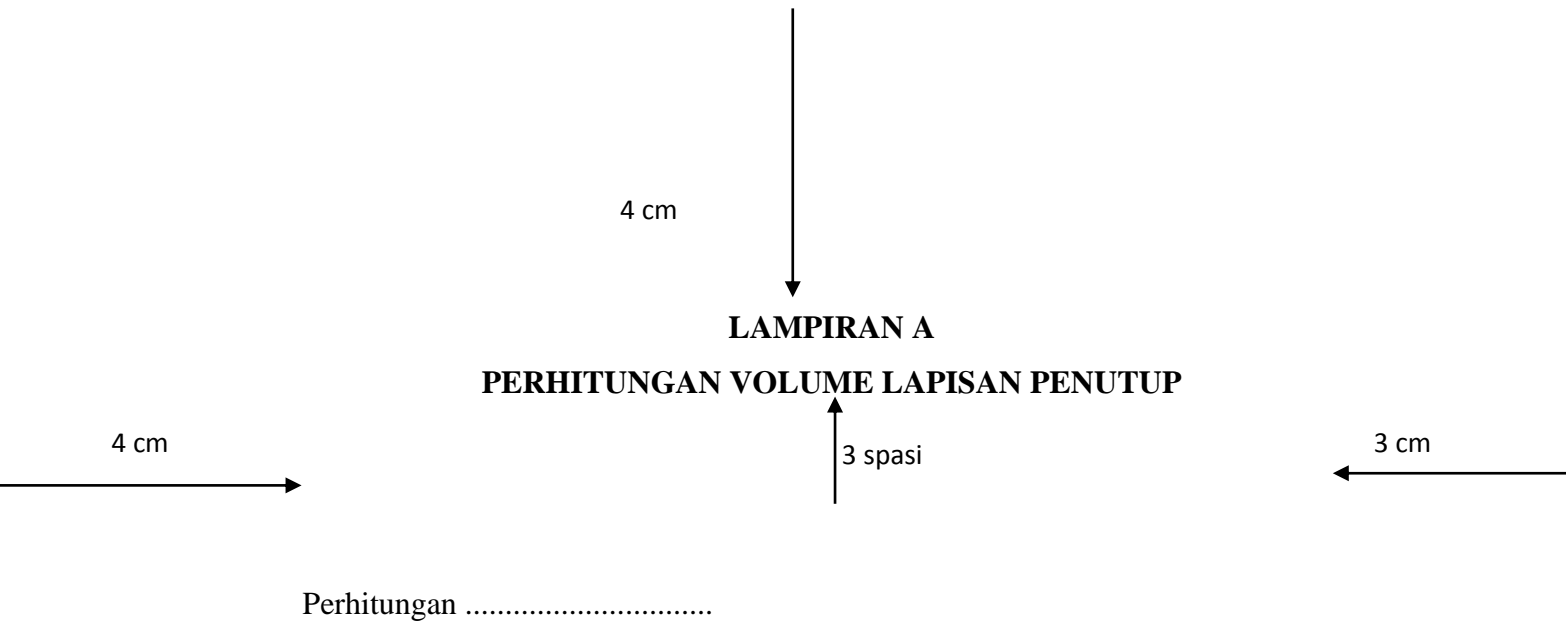 4 cm
LAMPIRAN A
PERHITUNGAN VOLUME LAPISAN PENUTUP
4 cm
3 spasi
3 cm
Perhitungan ...............................